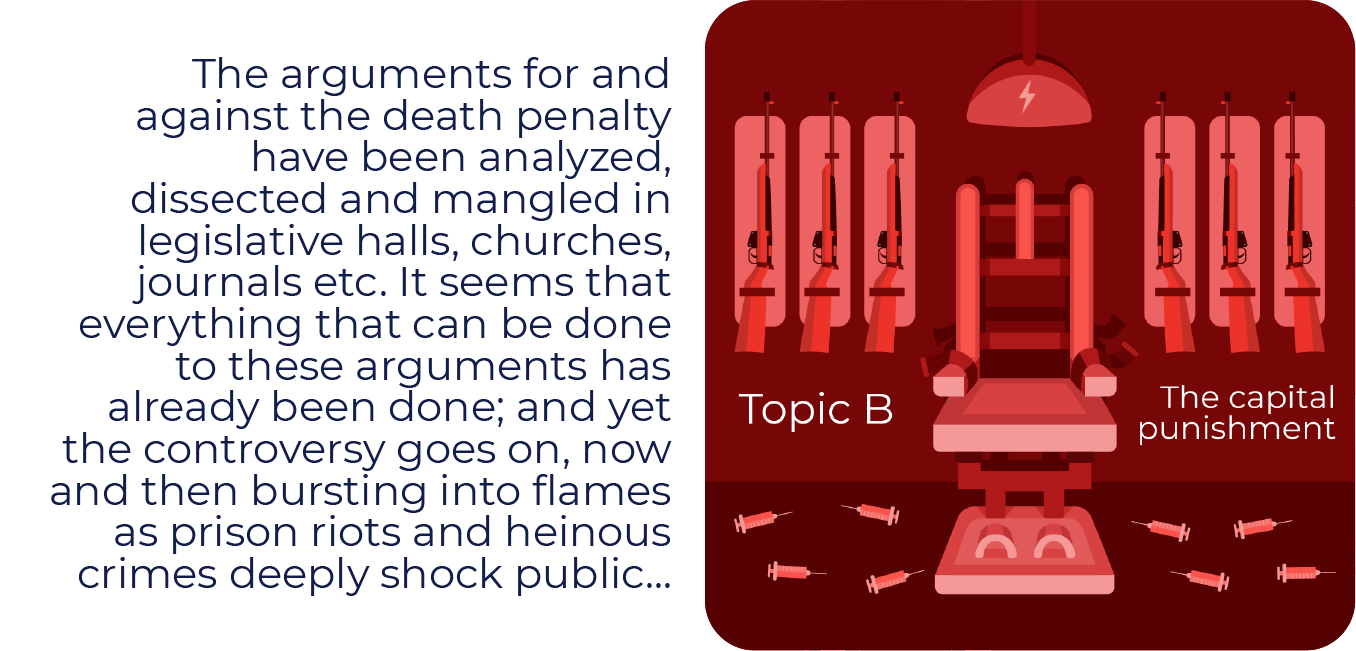 The arguments for and
against the death penalty
have been analyzed,
dissected and mangled in
legislative halls, churches,
journals etc. It seems that
everything that can be done
to these arguments has
already been done; and yet
the controversy goes on, now
and then bursting into flames
as prison riots and heinous
crimes deeply shock public...
Topic B
The capital
punishment